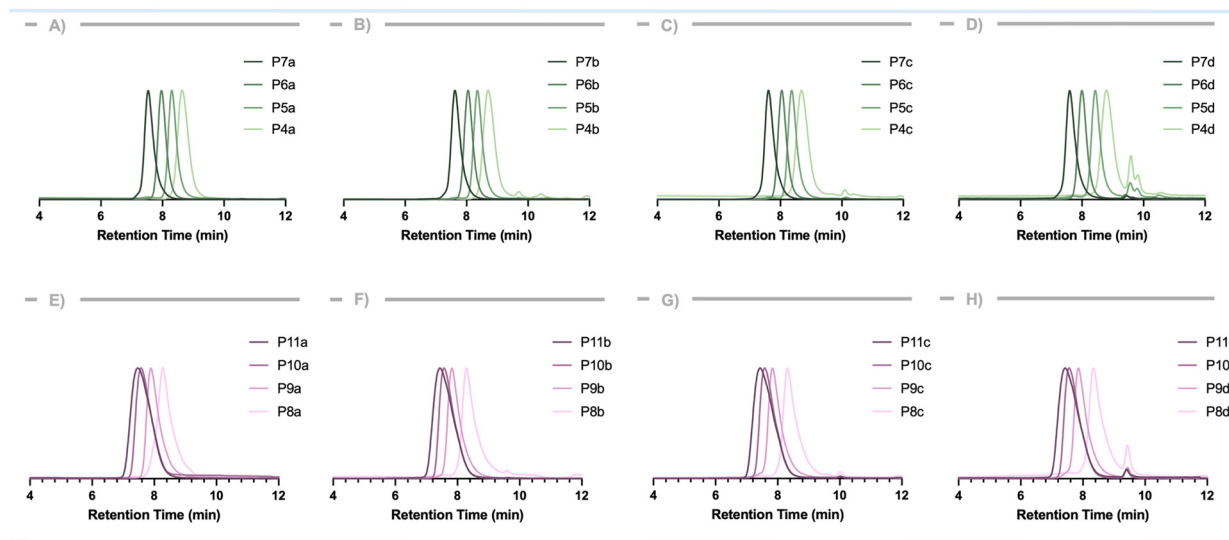 A)
P7a
P6a
P5a
P4a
4 6 8 10 12
Retention Time (min)
B)
P7b
P6b
P5b
P4b
4 6 8 10 12
Retention Time (min)
C)
P7c
P6c
P5c
P4c
4 6 8 10 12
Retention Time (min)
D)
P7d
P6d
P5d
P4d
4 6 8 10 12
Retention Time (min)
E)
P11a
P10a
P9a
P8a
4 6 8 10 12
Retention Time (min)
F)
P11b
P10b
P9b
P8b
4 6 8 10 12
Retention Time (min)
G)
P11c
P10c
P9c
P8c
4 6 8 10 12
Retention Time (min)
H)
P11
P10
P9d
P8d
4 6 8 10 12
Retention Time (min)